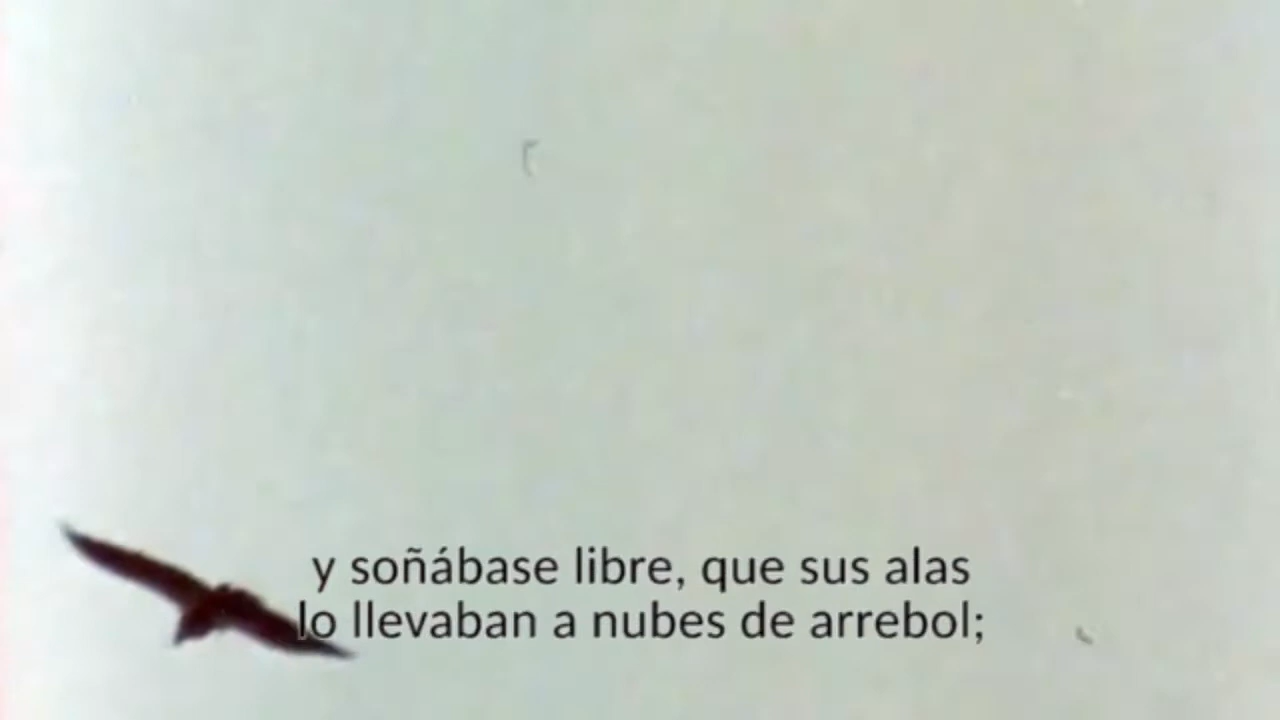 y soñábase libre, que sus alas
lo llevaban a nubes de arrebol;